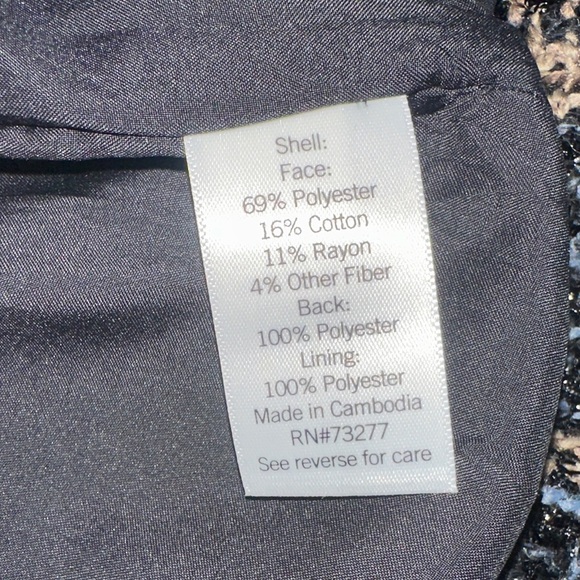 Shell:
Face:
69% Polyester
16% Cotton
11% Rayon
4% Other Fiber
Back:
100% Polyester
Lining:
100% Polyester
Made in Cambodia
RN#73277
See reverse for care